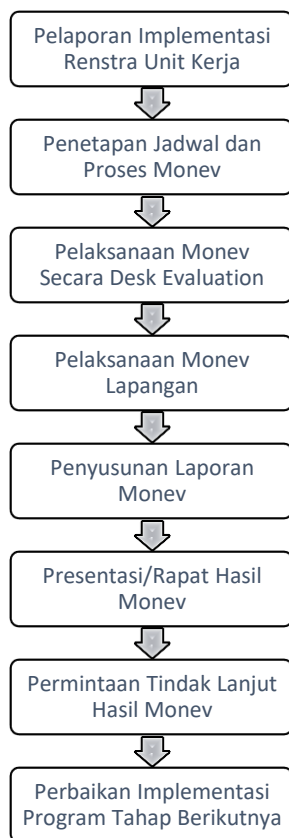 Pelaporan Implementasi
Renstra Unit Kerja
Penetapan Jadwal dan
Proses Monev
Pelaksanaan Monev
Secara Desk Evaluation
Pelaksanaan Monev
Lapangan
Penyusunan Laporan
Monev
Presentasi/Rapat Hasil
Monev
Permintaan Tindak Lanjut
Hasil Monev
Perbaikan Implementasi
Program Tahap Berikutnya